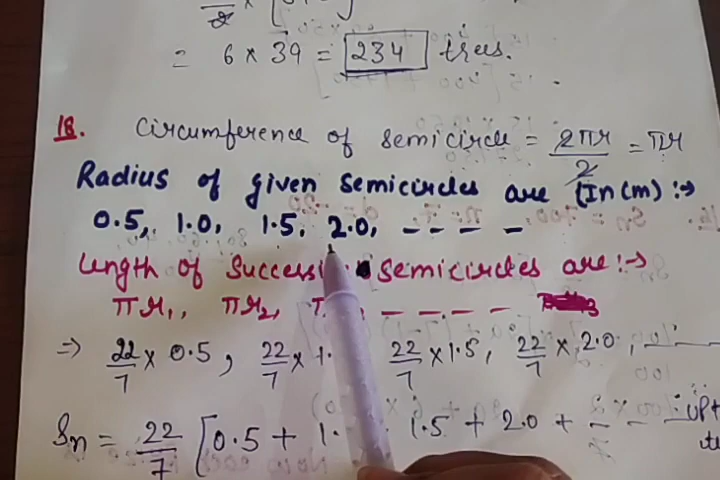 = 6 × 39 = 234 trees.
18. Circumference of semicircle = 2πr/2 = πr
Radius of given semicircles are (In cm) :→
0.5, 1.0, 1.5, 2.0, – – – –
Length of semicircles are :→
πr₁, πr₂, – – – –
⇒ 22/7 × 0.5, 22/7 × 1. 22/7 × 1.5, 22/7 × 2.0,
Sn = 22/7 [0.5 + 1. 1.5 + 2.0 + – – –